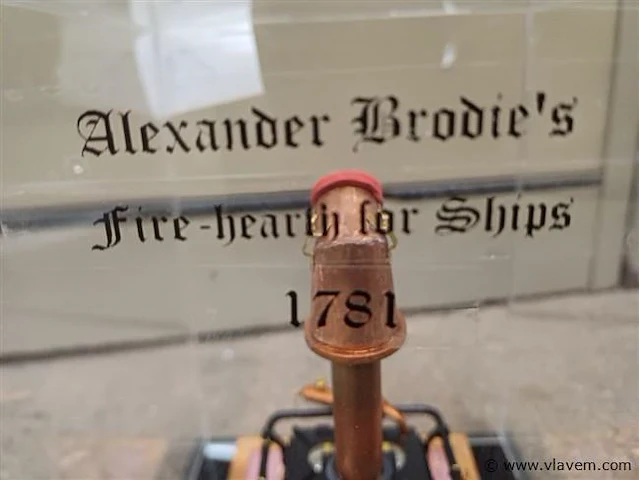 Alexander Brodie's
Fire-hearth for Ships
1781
© www.vlavem.com